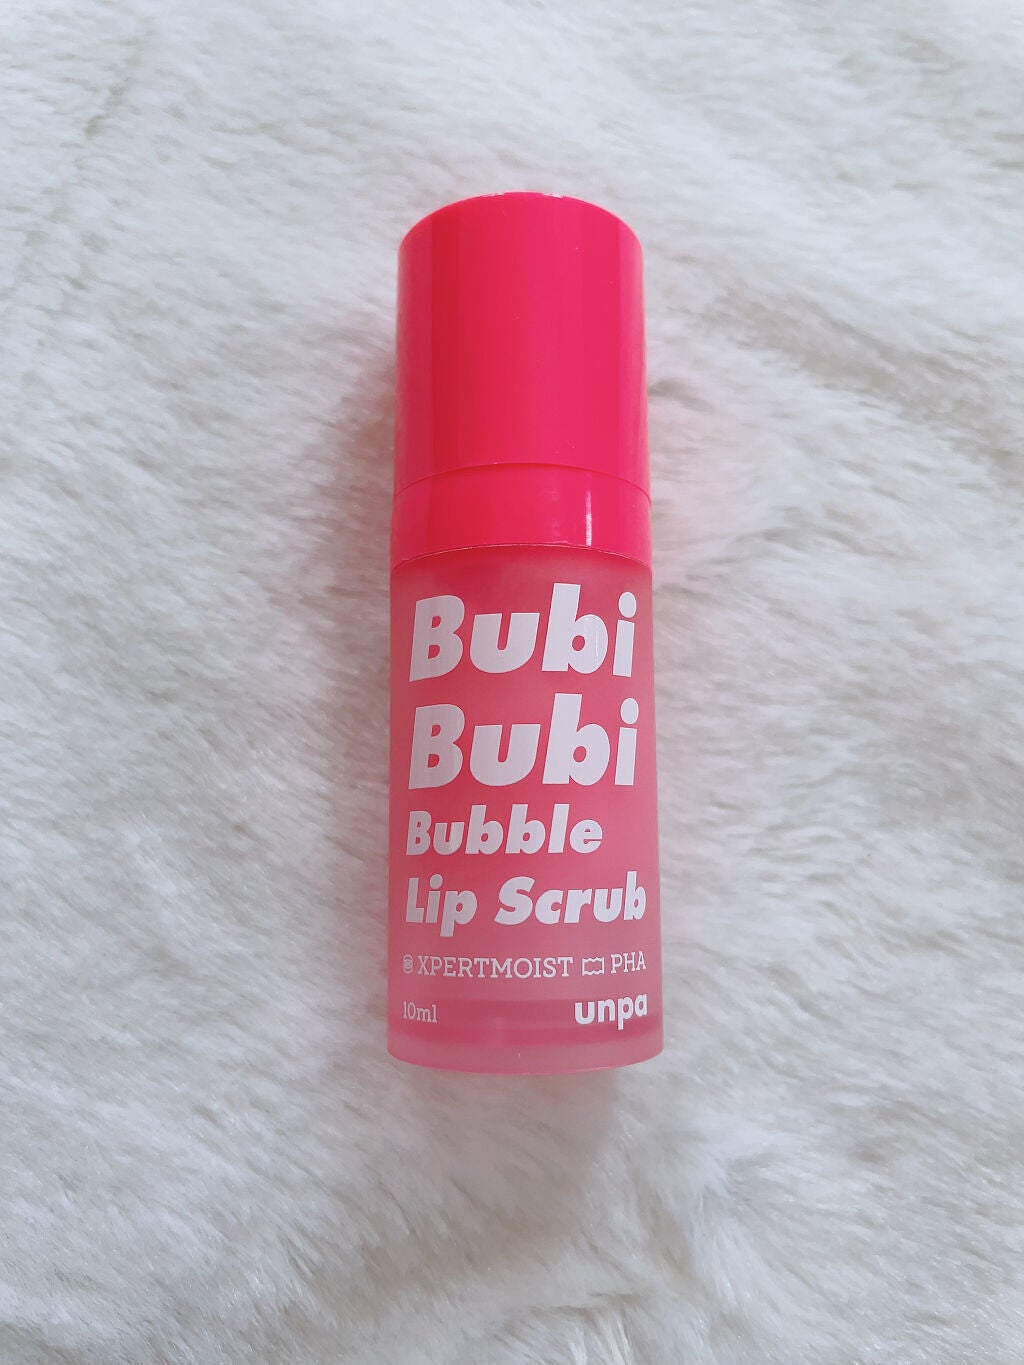 Bubi
Bubi
Bubble
Lip Scrub
XPERTMOIST PHA
10ml unpa